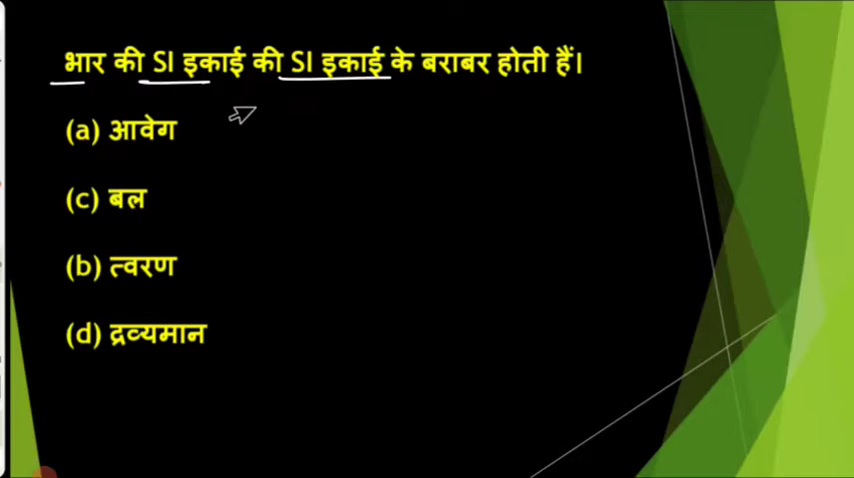 भार की SI इकाई की SI इकाई के बराबर होती हैं।
(a) आवेग
(c) बल
(b) त्वरण
(d) द्रव्यमान